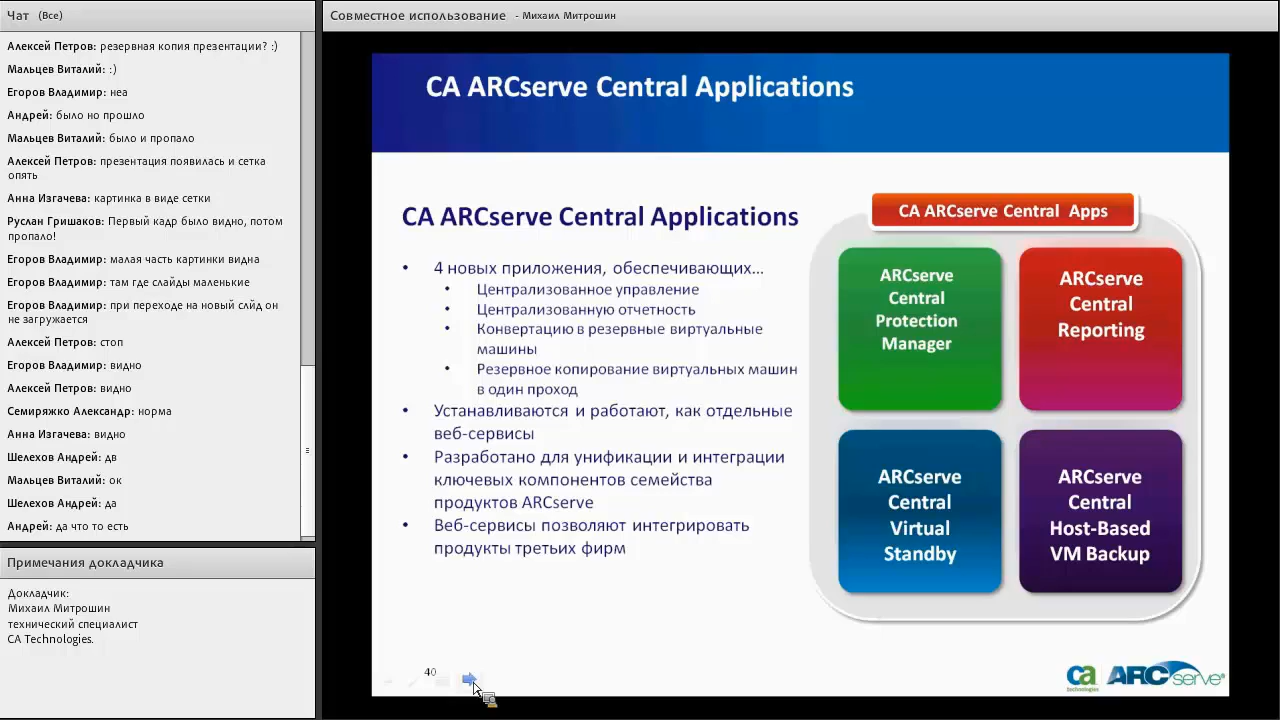 Чат (Все)
Алексей Петров: резервная копия презентации? :)
Мальцев Виталий: :)
Егоров Владимир: неа
Андрей: было но прошло
Мальцев Виталий: было и пропало
Алексей Петров: презентация появилась и сетка
опять
Анна Изгачева: картинка в виде сетки
Руслан Гришаков: Первый кадр было видно, потом
пропало!
Егоров Владимир: малая часть картинки видна
Егоров Владимир: там где слайды маленькие
Егоров Владимир: при переходе на новый слйд он
не загружается
Алексей Петров: стоп
Егоров Владимир: видно
Алексей Петров: видно
Семиряжко Александр: норма
Анна Изгачева: видно
Шелехов Андрей: дв
Мальцев Виталий: ок
Шелехов Андрей: да
Андрей: да что то есть
Примечания докладчика
Докладчик:
Михаил Митрошин
технический специалист
CA Technologies.
Совместное использование - Михаил Митрошин
CA ARCserve Central Applications
CA ARCserve Central Applications
• 4 новых приложения, обеспечивающих...
• Централизованное управление
• Централизованную отчетность
• Конвертацию в резервные виртуальные
машины
• Резервное копирование виртуальных машин
в один проход
• Устанавливаются и работают, как отдельные
веб-сервисы
• Разработано для унификации и интеграции
ключевых компонентов семейства
продуктов ARCserve
• Веб-сервисы позволяют интегрировать
продукты третьих фирм
CA ARCserve Central Apps
ARCserve
Central
Protection
Manager
ARCserve
Central
Reporting
ARCserve
Central
Virtual
Standby
ARCserve
Central
Host-Based
VM Backup
40
ca
technologies
ARCserve®